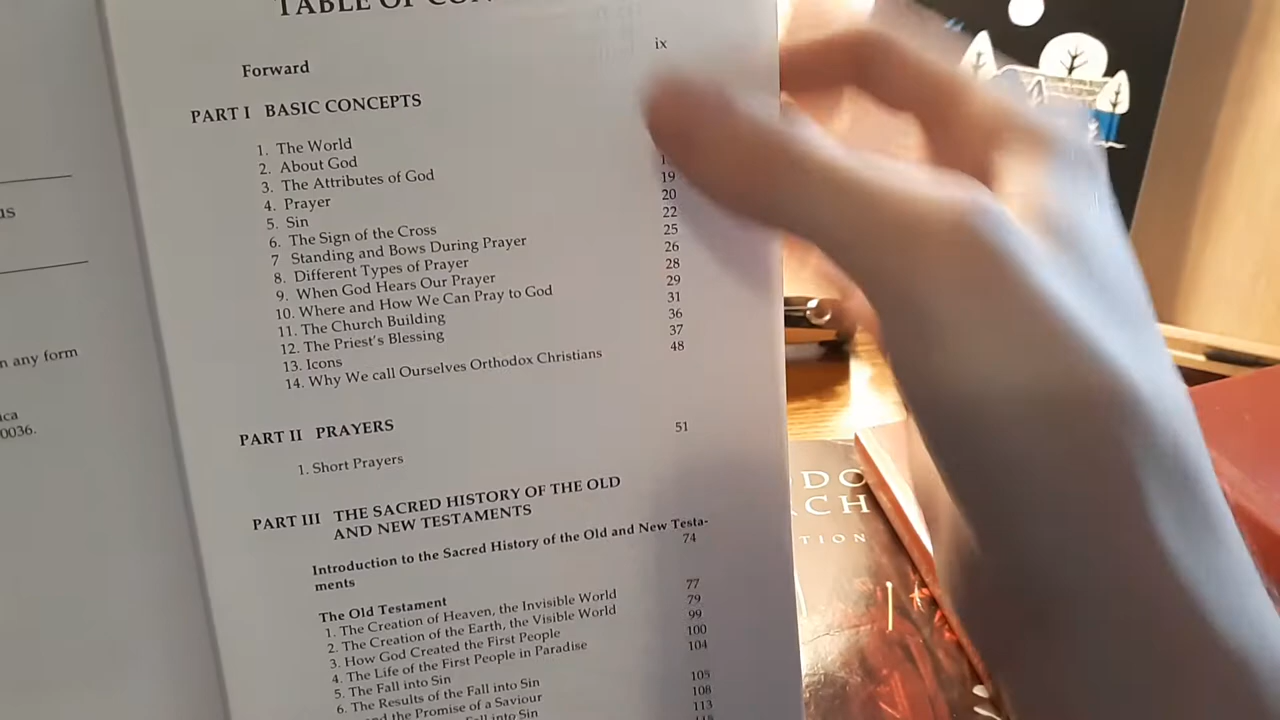 TABLE OF
ix
Forward
PART I BASIC CONCEPTS
1. The World
2. About God
3. The Attributes of God
19
4. Prayer
20
5. Sin
22
6. The Sign of the Cross
25
7 Standing and Bows During Prayer
26
8. Different Types of Prayer
28
9. When God Hears Our Prayer
29
10. Where and How We Can Pray to God
31
11. The Church Building
36
12. The Priest's Blessing
37
13. Icons
48
14. Why We call Ourselves Orthodox Christians
PART II PRAYERS
51
1. Short Prayers
PART III THE SACRED HISTORY OF THE OLD
AND NEW TESTAMENTS
Introduction to the Sacred History of the Old and New Testa-
ments
74
The Old Testament
77
1. The Creation of Heaven, the Invisible World
79
2. The Creation of the Earth, the Visible World
99
3. How God Created the First People
100
4. The Life of the First People in Paradise
104
5. The Fall into Sin
105
6. The Results of the Fall into Sin
108
and the Promise of a Saviour
113
Fall into Sin
n any form
0036.